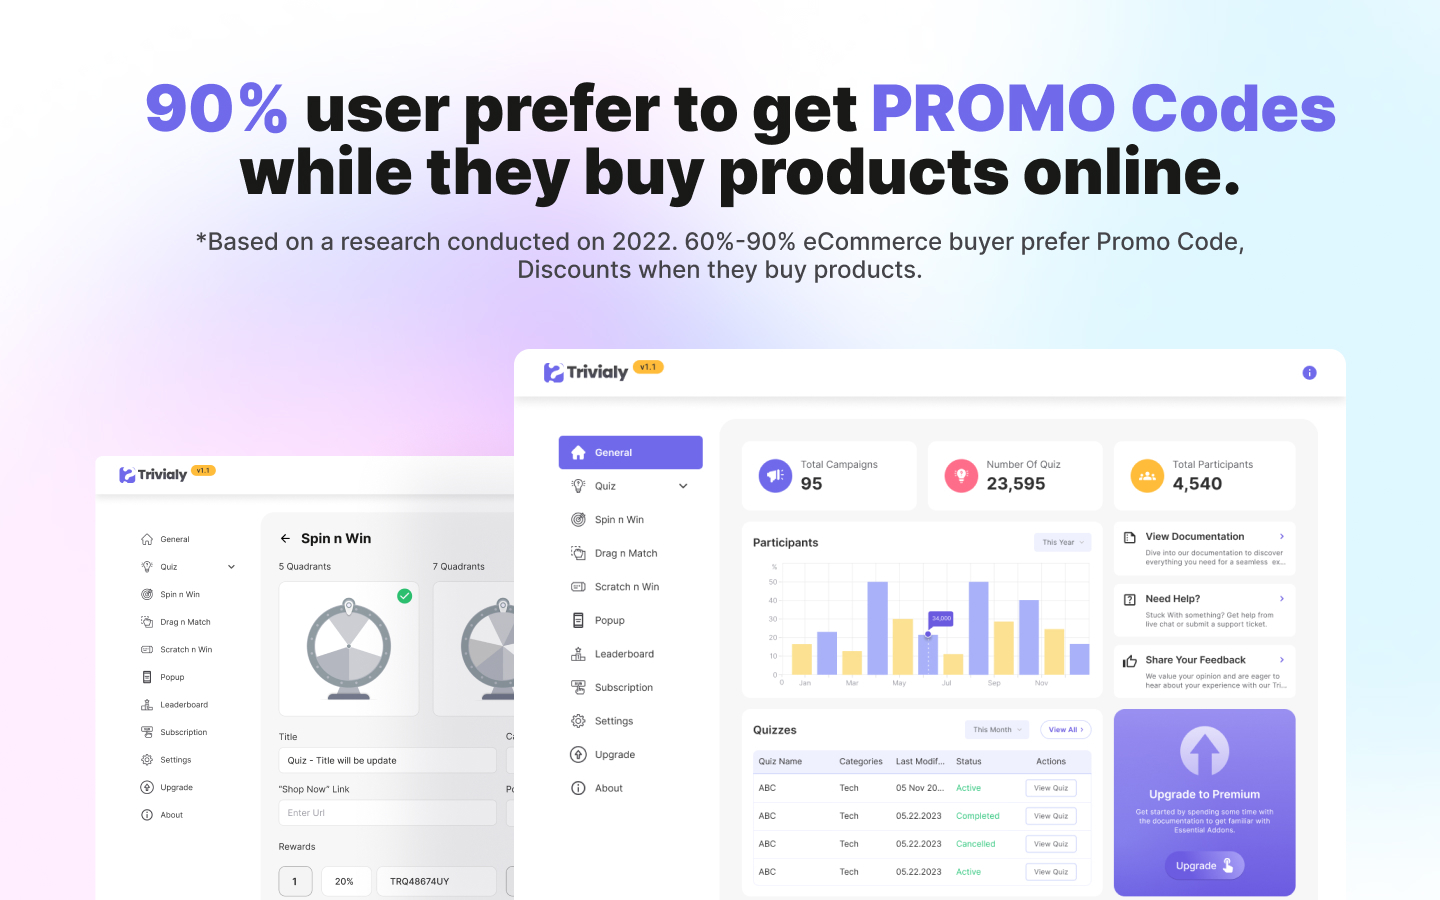 90% user prefer to get PROMO Codes
while they buy products online.
*Based on a research conducted on 2022. 60%-90% eCommerce buyer prefer Promo Code,
Discounts when they buy products.
Trivialy v1.1
General
Quiz
Spin n Win
Drag n Match
Scratch n Win
Popup
Leaderboard
Subscription
Settings
Upgrade
About
Spin n Win
5 Quadrants
7 Quadrants
Title
Quiz - Title will be update
"Shop Now" Link
Enter Url
Rewards
1
20%
TRQ48674UY
Trivialy v1.1
General
Quiz
Spin n Win
Drag n Match
Scratch n Win
Popup
Leaderboard
Subscription
Settings
Upgrade
About
Total Campaigns
95
Number Of Quiz
23,595
Total Participants
4,540
Participants
This Year
%
50
40
30
20
10
0
34,000
0 Jan Mar May Jul Sep Nov
View Documentation
Dive into our documentation to discover
everything you need for a seamless ex...
Need Help?
Stuck With something? Get help from
live chat or submit a support ticket.
Share Your Feedback
We value your opinion and are eager to
hear about your experience with our Tri...
Quizzes
This Month
View All
Quiz Name Categories Last Modif... Status Actions
ABC Tech 05 Nov 20... Active View Quiz
ABC Tech 05.22.2023 Completed View Quiz
ABC Tech 05.22.2023 Cancelled View Quiz
ABC Tech 05.22.2023 Active View Quiz
Upgrade to Premium
Get started by spending some time with
the documentation to get familiar with
Essential Addons.
Upgrade